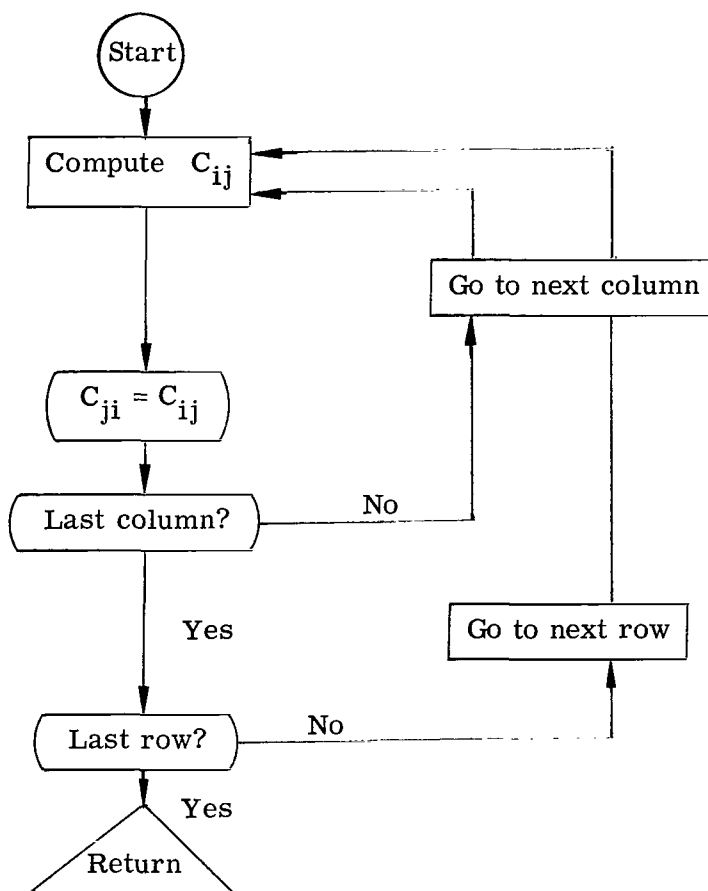 Start
Compute C_ij
Go to next column
C_ji = C_ij
Last column?
No
Yes
Go to next row
Last row?
No
Yes
Return